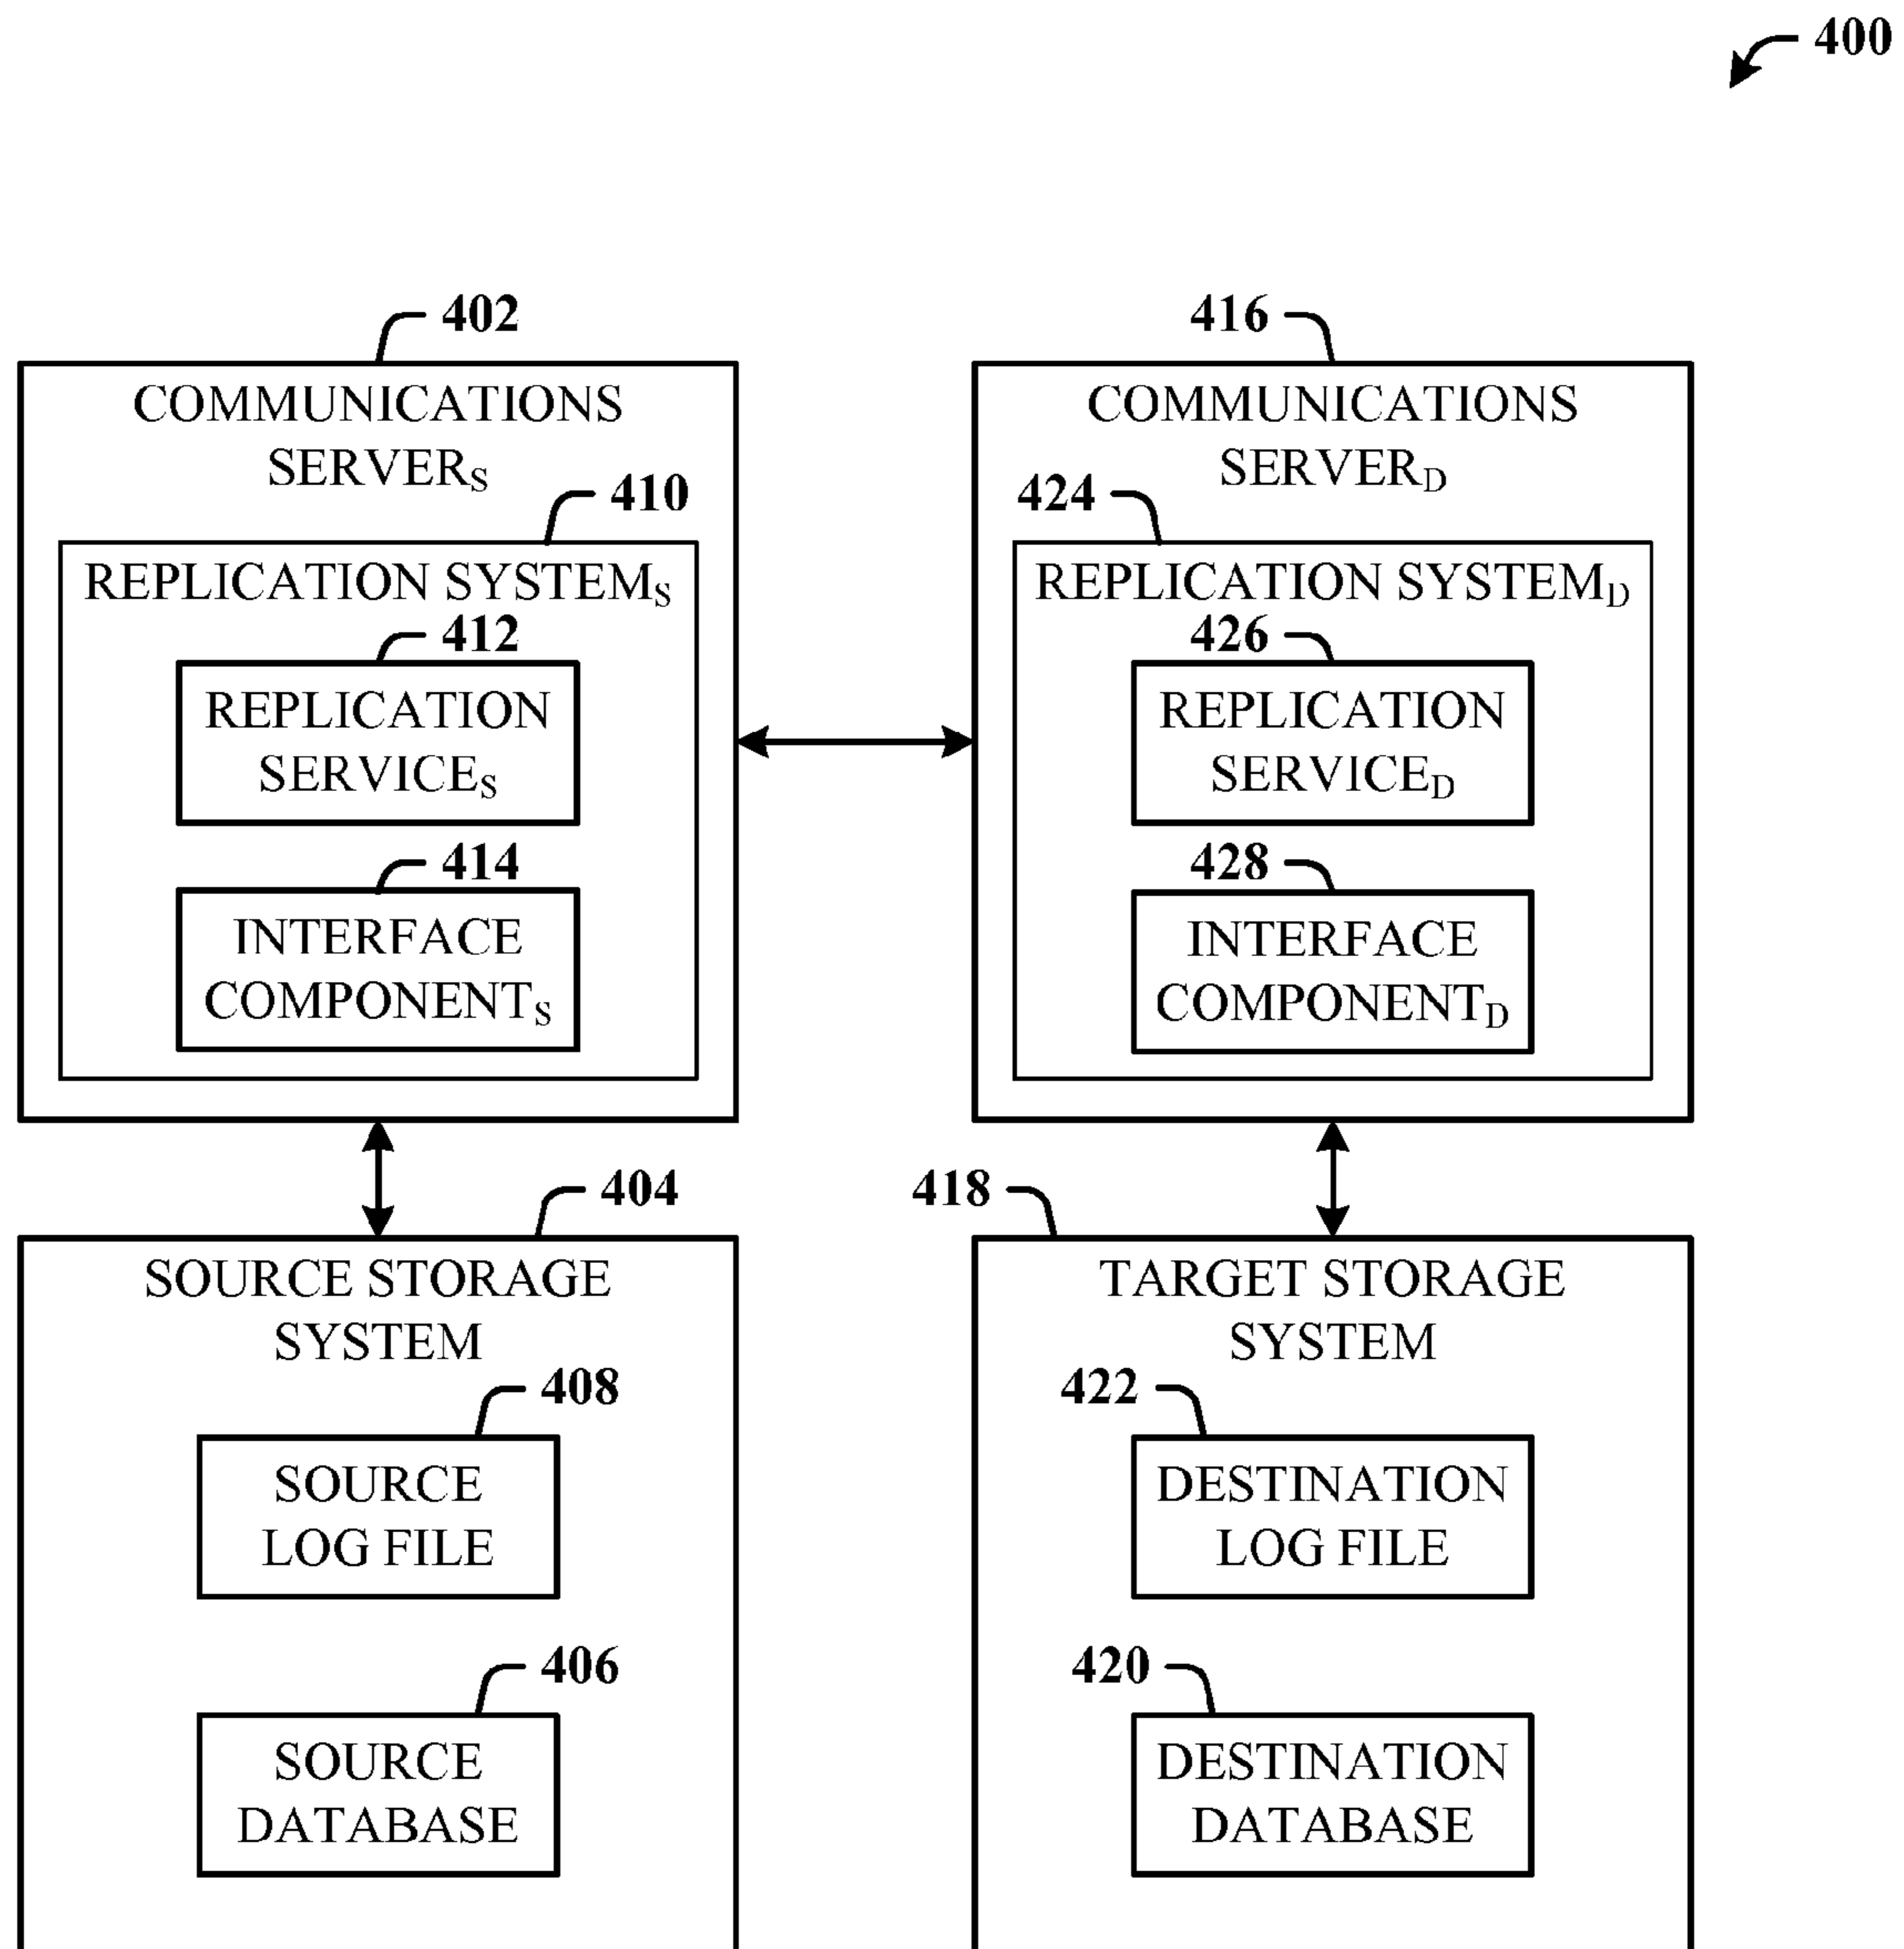 400
402
COMMUNICATIONS
SERVERS
410
REPLICATION SYSTEMS
412
REPLICATION
SERVICES
414
INTERFACE
COMPONENTS
416
COMMUNICATIONS
SERVERD
424
REPLICATION SYSTEMD
426
REPLICATION
SERVICED
428
INTERFACE
COMPONENTD
404
SOURCE STORAGE
SYSTEM
408
SOURCE
LOG FILE
406
SOURCE
DATABASE
418
TARGET STORAGE
SYSTEM
422
DESTINATION
LOG FILE
420
DESTINATION
DATABASE